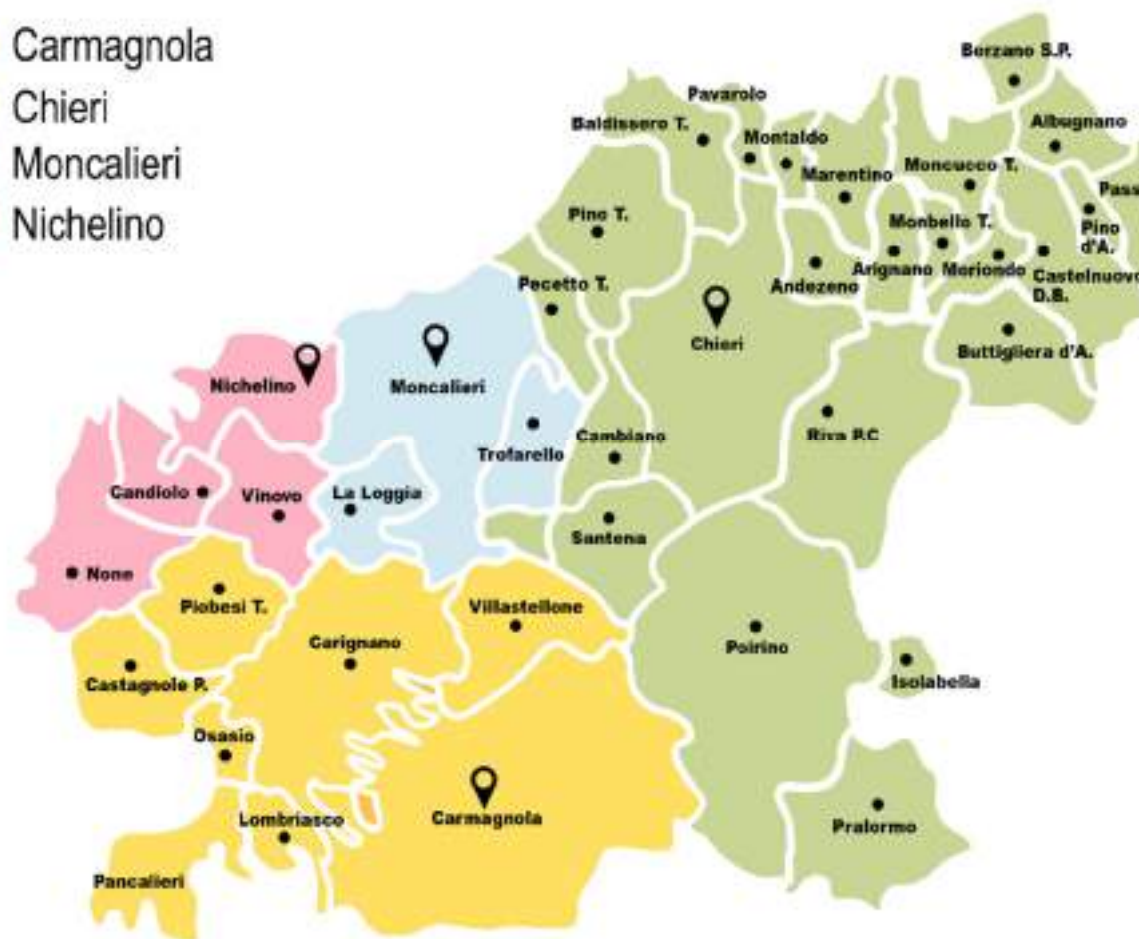 Carmagnola
Chieri
Moncalieri
Nichelino
Berzano S.P.
Pavarolo
Albugnano
Baldissero T.
Montaldo
Moncucco T.
Marentino
Pass
Pino T.
Monbello T.
Pino
d'A.
Arignano
Moriondo
Castelnuovo
D.B.
Pecetto T.
Andezeno
Chieri
Buttigliera d'A.
Nichelino
Moncalieri
Cambiano
Riva P.C
Trofarello
Candiolo
Vinovo
La Loggia
Santena
None
Piobesi T.
Villastellone
Carignano
Poirino
Castagnole P.
Isolabella
Osasio
Lombriasco
Carmagnola
Pralormo
Pancalieri